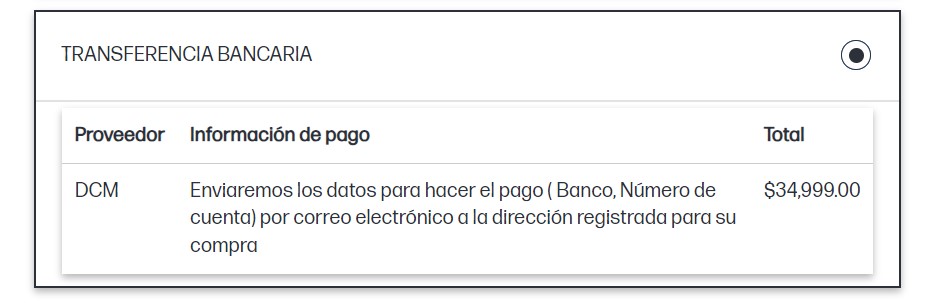 TRANSFERENCIA BANCARIA
Proveedor Información de pago Total
DCM Enviaremos los datos para hacer el pago ( Banco, Número de $34,999.00
cuenta) por correo electrónico a la dirección registrada para su
compra